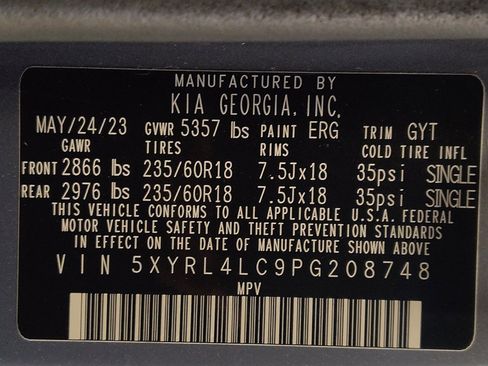 MANUFACTURED BY
KIA GEORGIA, INC.
MAY/24/23 GVWR 5357 lbs PAINT ERG TRIM GYT
GAWR TIRES RIMS COLD TIRE INFL
FRONT 2866 lbs 235/60R18 7.5Jx18 35psi SINGLE
REAR 2976 lbs 235/60R18 7.5Jx18 35psi SINGLE
THIS VEHICLE CONFORMS TO ALL APPLICABLE U.S.A. FEDERAL
MOTOR VEHICLE SAFETY AND THEFT PREVENTION STANDARDS
IN EFFECT ON THE DATE OF MANUFACTURE SHOWN ABOVE.
VIN 5XYRL4LC9PG208748
MPV